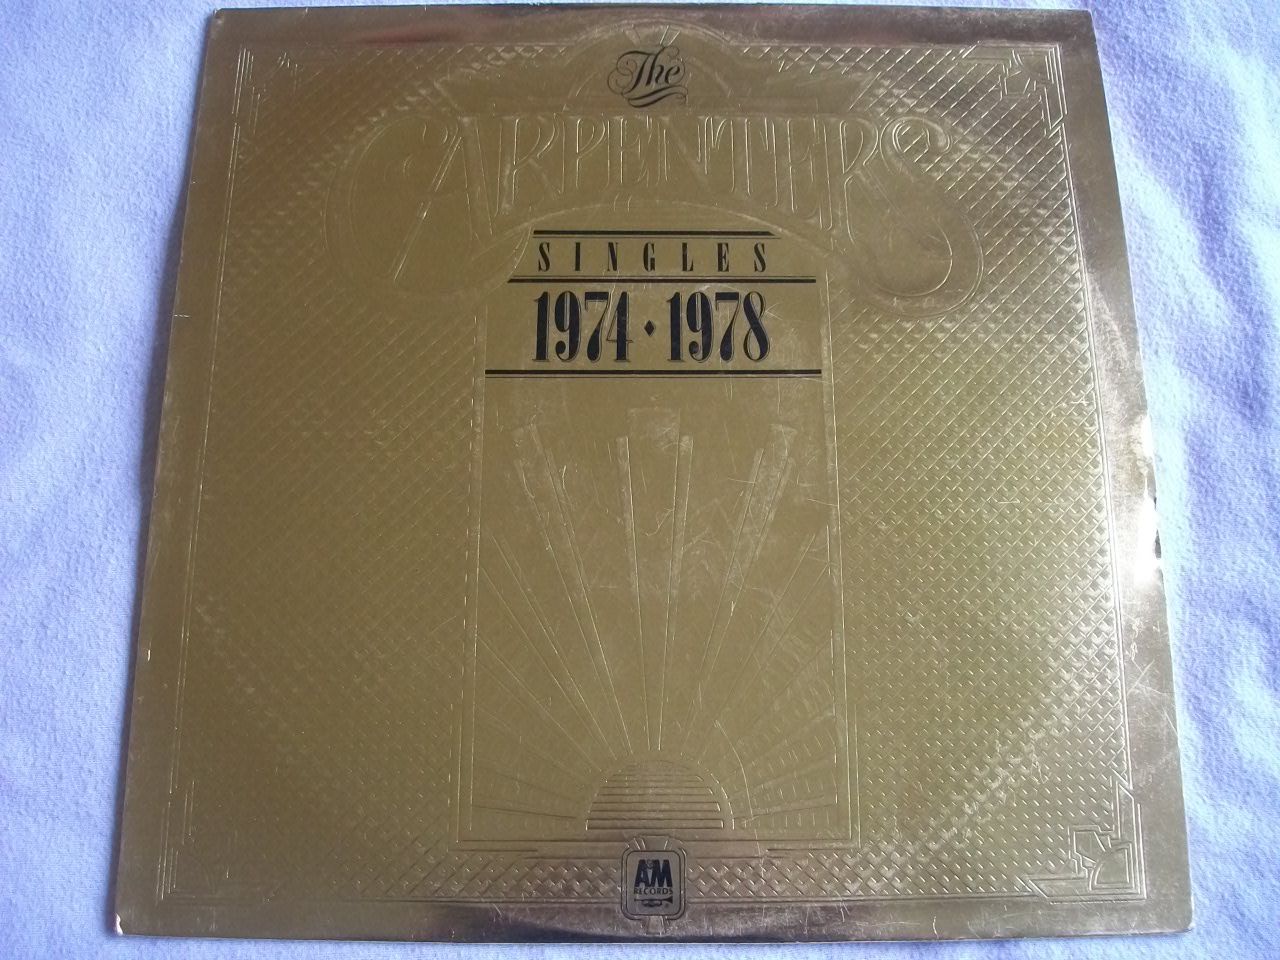 The
CARPENTERS
SINGLES
1974 • 1978
A&M
RECORDS